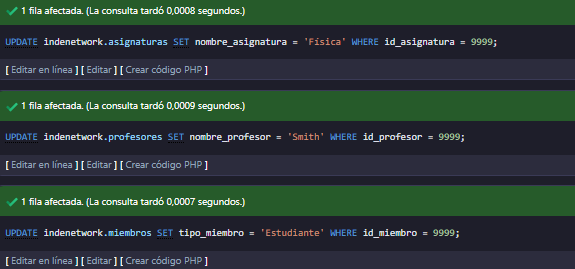 1 fila afectada. (La consulta tardó 0,0008 segundos.)
UPDATE indenetwork.asignaturas SET nombre_asignatura = 'Física' WHERE id_asignatura = 9999;
[ Editar en línea ] [ Editar ] [ Crear código PHP ]
1 fila afectada. (La consulta tardó 0,0009 segundos.)
UPDATE indenetwork.profesores SET nombre_profesor = 'Smith' WHERE id_profesor = 9999;
[ Editar en línea ] [ Editar ] [ Crear código PHP ]
1 fila afectada. (La consulta tardó 0,0007 segundos.)
UPDATE indenetwork.miembros SET tipo_miembro = 'Estudiante' WHERE id_miembro = 9999;
[ Editar en línea ] [ Editar ] [ Crear código PHP ]